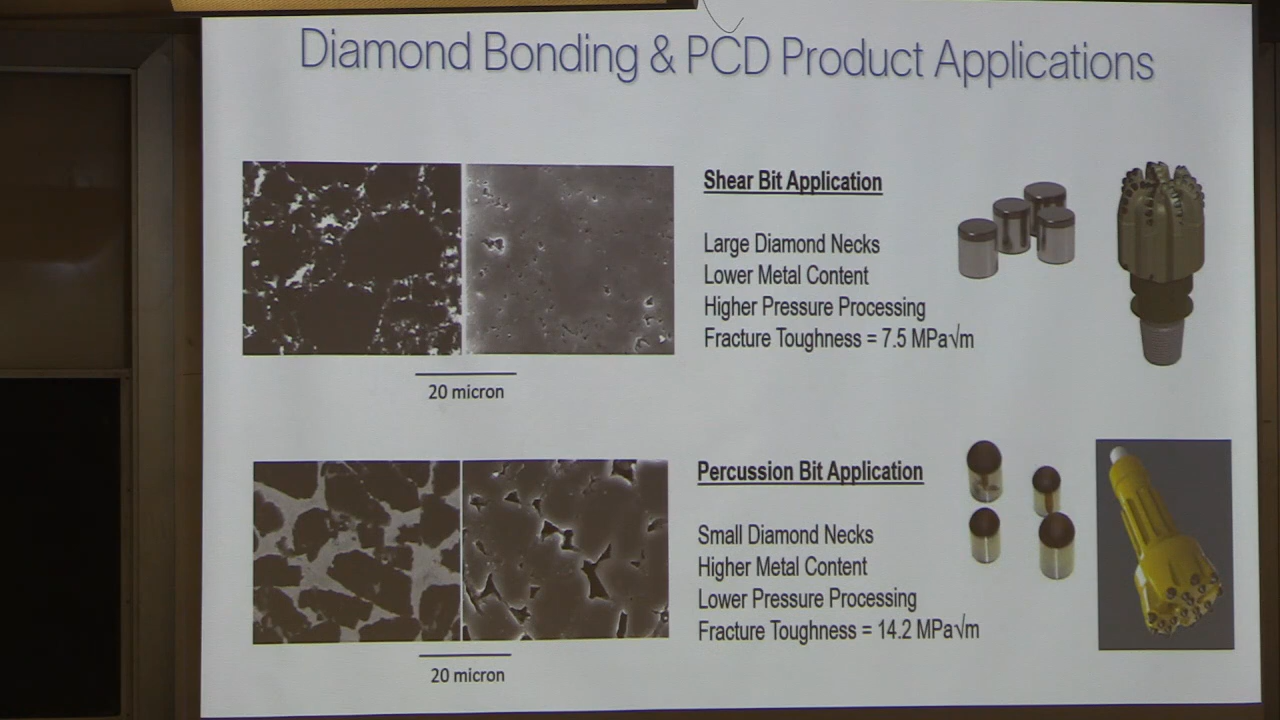 Diamond Bonding & PCD Product Applications
Shear Bit Application
Large Diamond Necks
Lower Metal Content
Higher Pressure Processing
Fracture Toughness = 7.5 MPa√m
20 micron
Percussion Bit Application
Small Diamond Necks
Higher Metal Content
Lower Pressure Processing
Fracture Toughness = 14.2 MPa√m
20 micron